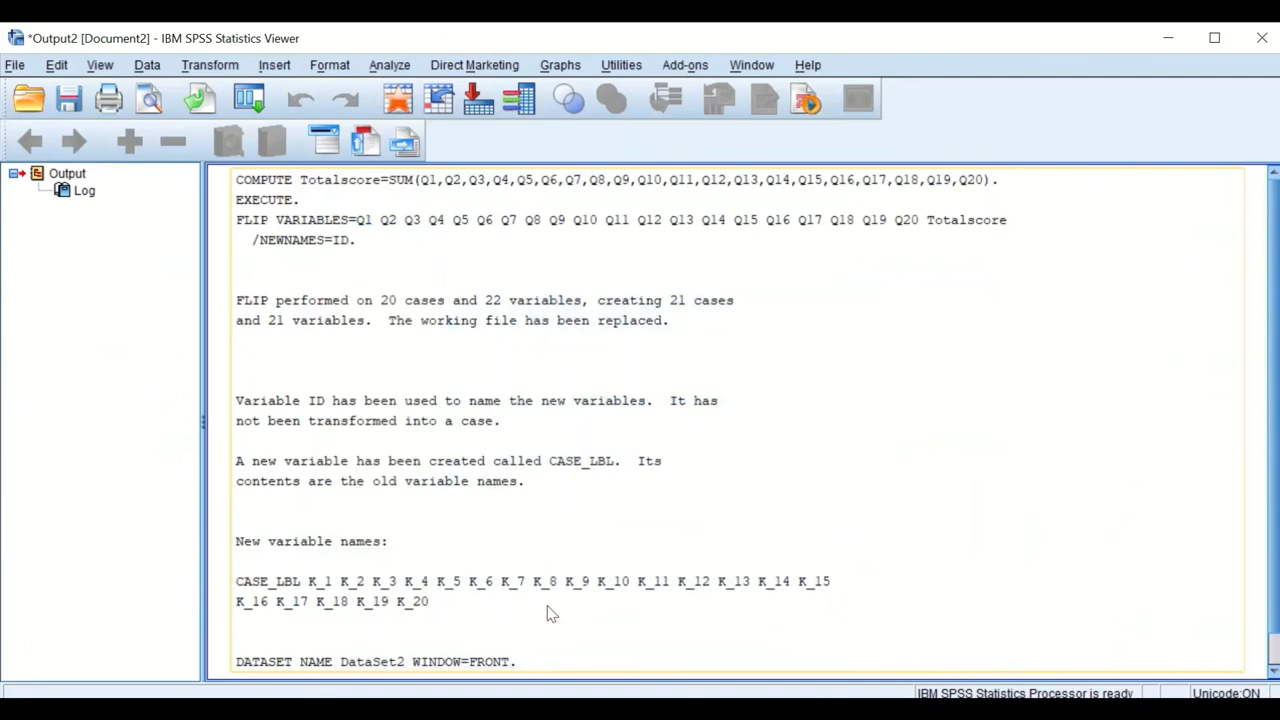 *Output2 [Document2] - IBM SPSS Statistics Viewer
File Edit View Data Transform Insert Format Analyze Direct Marketing Graphs Utilities Add-ons Window Help
Output
Log
COMPUTE Totalscore=SUM(Q1,Q2,Q3,Q4,Q5,Q6,Q7,Q8,Q9,Q10,Q11,Q12,Q13,Q14,Q15,Q16,Q17,Q18,Q19,Q20).
EXECUTE.
FLIP VARIABLES=Q1 Q2 Q3 Q4 Q5 Q6 Q7 Q8 Q9 Q10 Q11 Q12 Q13 Q14 Q15 Q16 Q17 Q18 Q19 Q20 Totalscore
/NEWNAMES=ID.
FLIP performed on 20 cases and 22 variables, creating 21 cases
and 21 variables. The working file has been replaced.
Variable ID has been used to name the new variables. It has
not been transformed into a case.
A new variable has been created called CASE_LBL. Its
contents are the old variable names.
New variable names:
CASE_LBL K_1 K_2 K_3 K_4 K_5 K_6 K_7 K_8 K_9 K_10 K_11 K_12 K_13 K_14 K_15
K_16 K_17 K_18 K_19 K_20
DATASET NAME DataSet2 WINDOW=FRONT.
IBM SPSS Statistics Processor is ready Unicode:ON